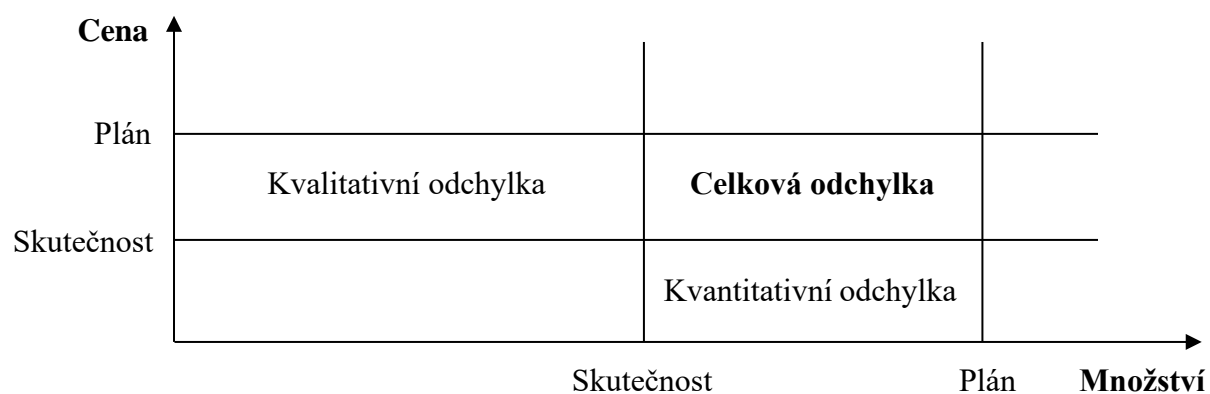 Cena
Plán
Kvalitativní odchylka
Celková odchylka
Skutečnost
Kvantitativní odchylka
Skutečnost
Plán
Množství